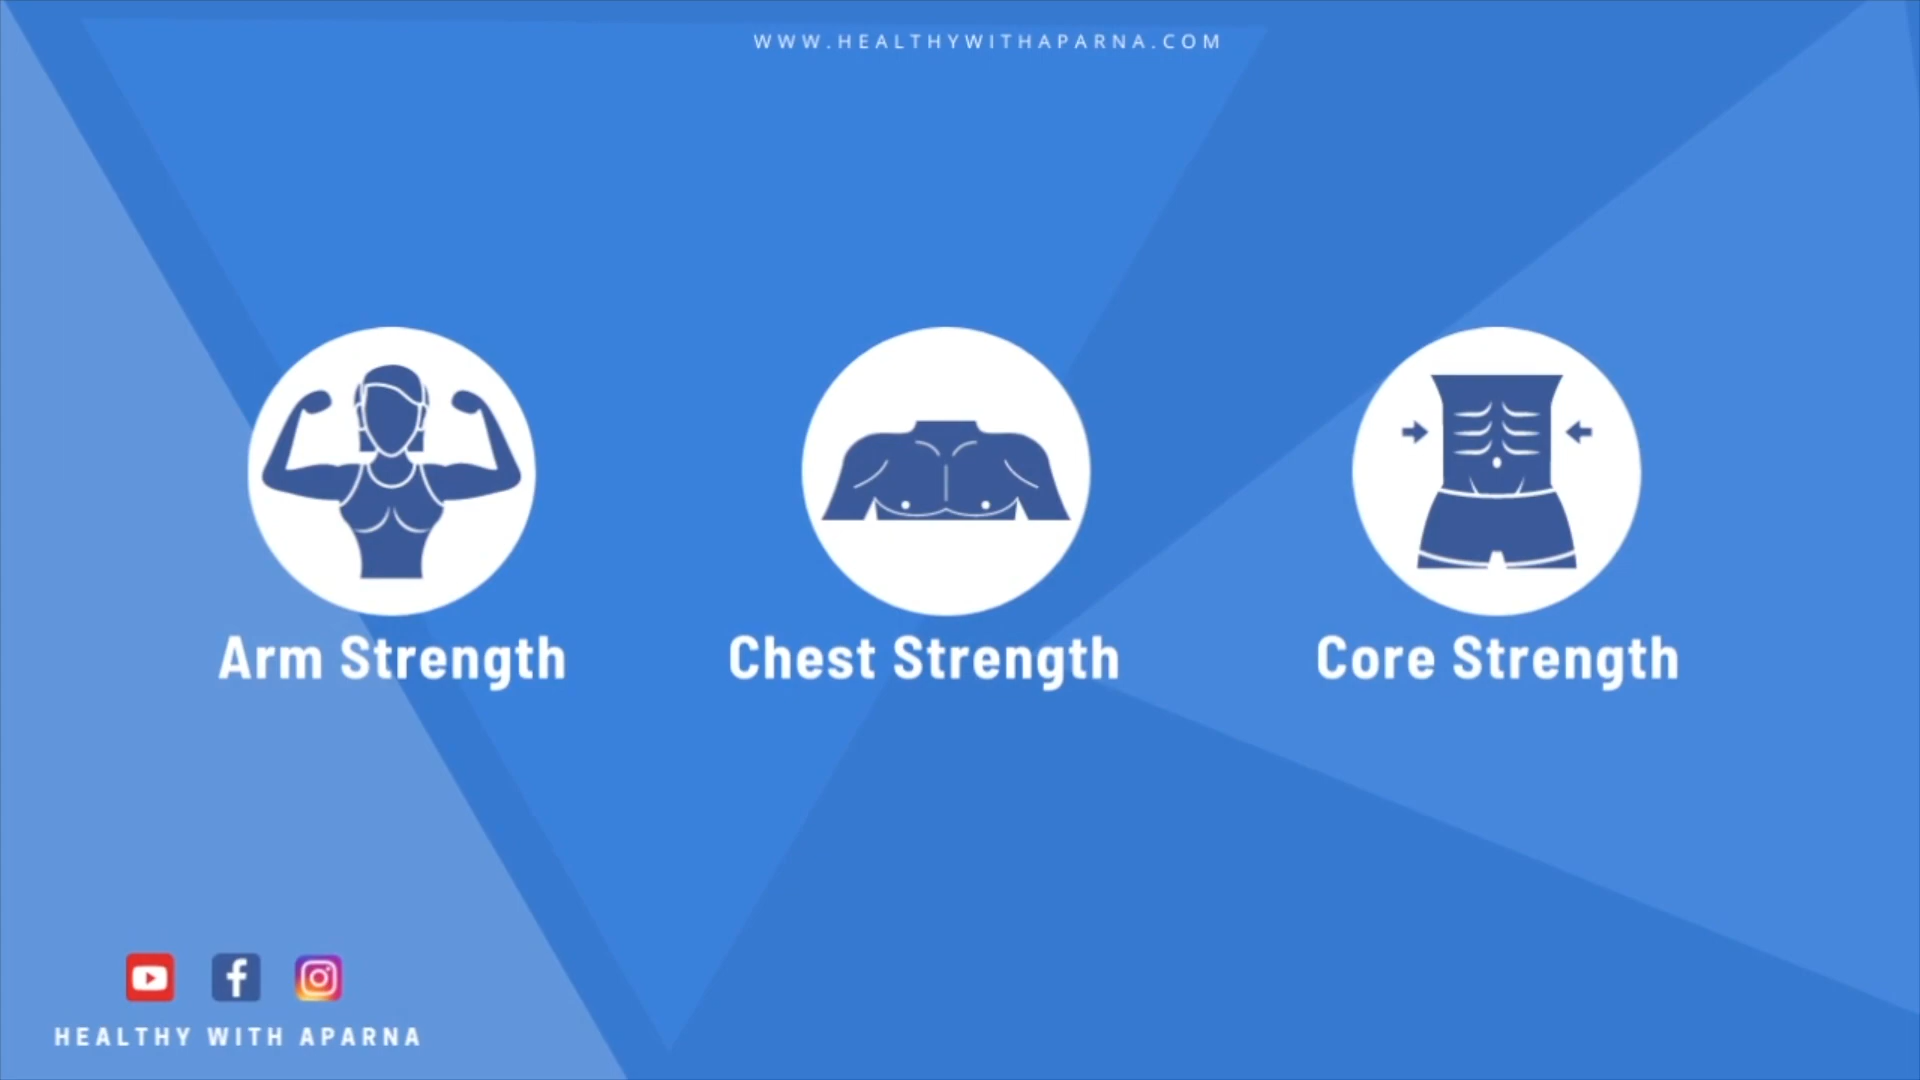 WWW.HEALTHYWITHAPARNA.COM
Arm Strength
Chest Strength
Core Strength
HEALTHY WITH APARNA